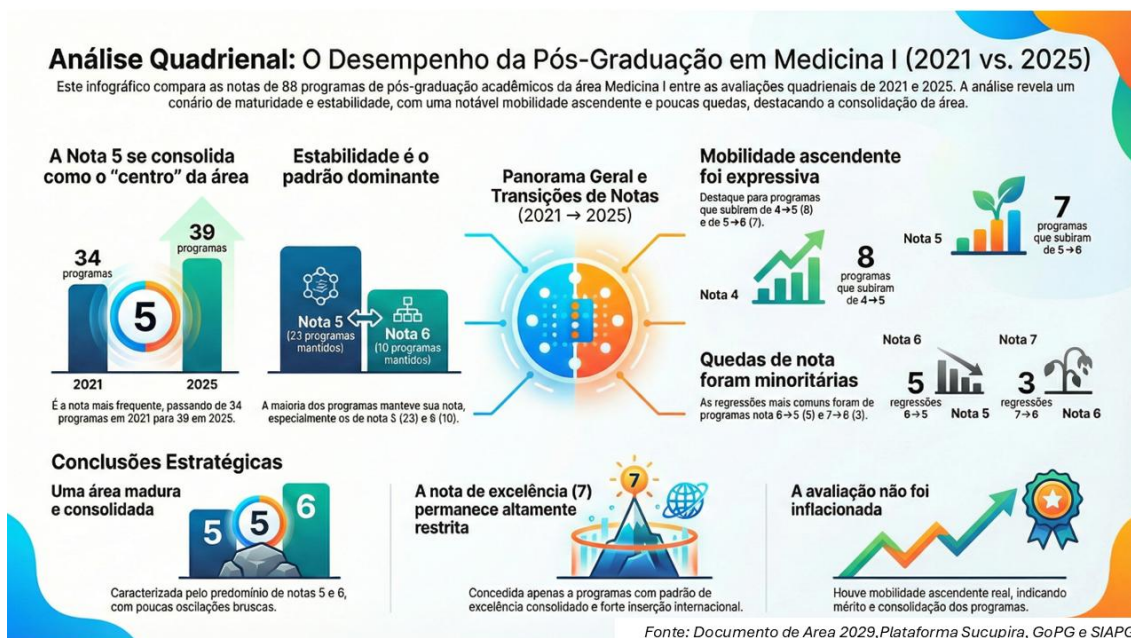 Análise Quadrienal: O Desempenho da Pós-Graduação em Medicina I (2021 vs. 2025)
Este infográfico compara as notas de 88 programas de pós-graduação acadêmicos da área Medicina I entre as avaliações quadrienais de 2021 e 2025. A análise revela um
conário de maturidade e estabilidade, com uma notável mobilidade ascendente e poucas quedas, destacando a consolidação da área.
A Nota 5 se consolida
como o “centro” da área
34
programas
39
programas
5
2021
2025
É a nota mais frequente, passando de 34
programas em 2021 para 39 em 2025.
Estabilidade é o
padrão dominante
Nota 5
(23 programas
mantidos)
Nota 6
(10 programas
mantidos)
A maioria dos programas manteve sua nota,
especialmente os de nota 5 (23) e 6 (10).
Panorama Geral e
Transições de Notas
(2021 → 2025)
Mobilidade ascendente
foi expressiva
Destaque para programas
que subirem de 4→5 (8)
e de 5→6 (7).
Nota 4
8
programas
que subiram
de 4→5
Nota 5
7
programas
que subiram
de 5→6
Quedas de nota
foram minoritárias
As regressões mais comuns foram de
programas nota 6→5 (5) e 7→6 (3).
Nota 6
5
regressões
6→5
Nota 5
Nota 7
3
regressões
7→6
Nota 6
Conclusões Estratégicas
Uma área madura
e consolidada
5
5
6
Caracterizada pelo predomínio de notas 5 e 6,
com poucas oscilações bruscas.
A nota de excelência (7)
permanece altamente
restrita
7
Concedida apenas a programas com padrão de
excelência consolidado e forte inserção internacional.
A avaliação não foi
inflacionada
Houve mobilidade ascendente real, indicando
mérito e consolidação dos programas.
Fonte: Documento de Area 2029,Plataforma Sucupira, GoPG e SIAPG